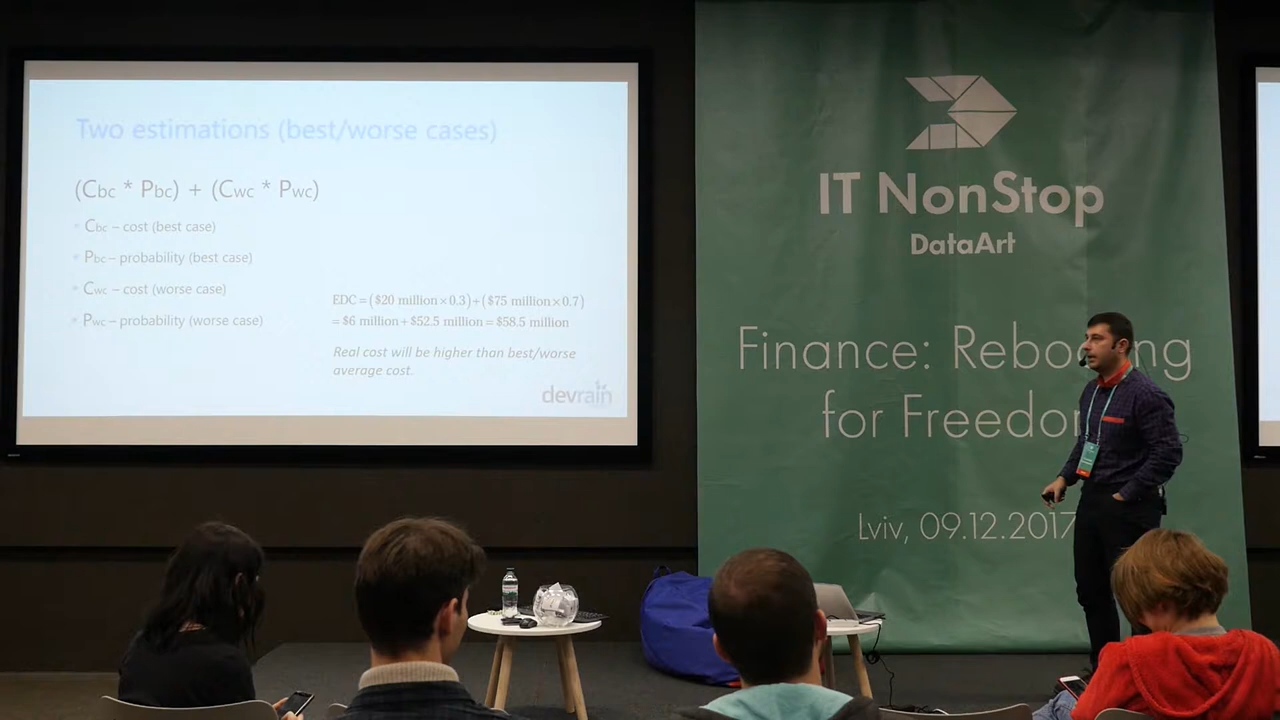 Two estimations (best/worse cases)
(Cbc * Pbc) + (Cwc * Pwc)
Cbc – cost (best case)
Pbc – probability (best case)
Cwc – cost (worse case)
Pwc – probability (worse case)
EDC = ($20 million × 0.3) + ($75 million × 0.7)
= $6 million + $52.5 million = $58.5 million
Real cost will be higher than best/worse
average cost.
devrain
IT NonStop
DataArt
Finance: Rebo ng
for Freedo
Lviv, 09.12.2017